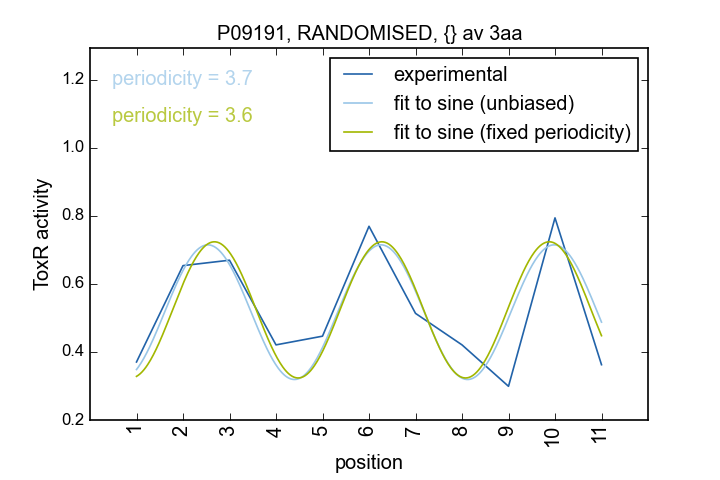 P09191, RANDOMISED, {} av 3aa
periodicity = 3.7
periodicity = 3.6
experimental
fit to sine (unbiased)
fit to sine (fixed periodicity)
ToxR activity
1.2
1.0
0.8
0.6
0.4
0.2
1 2 3 4 5 6 7 8 9 10 11
position